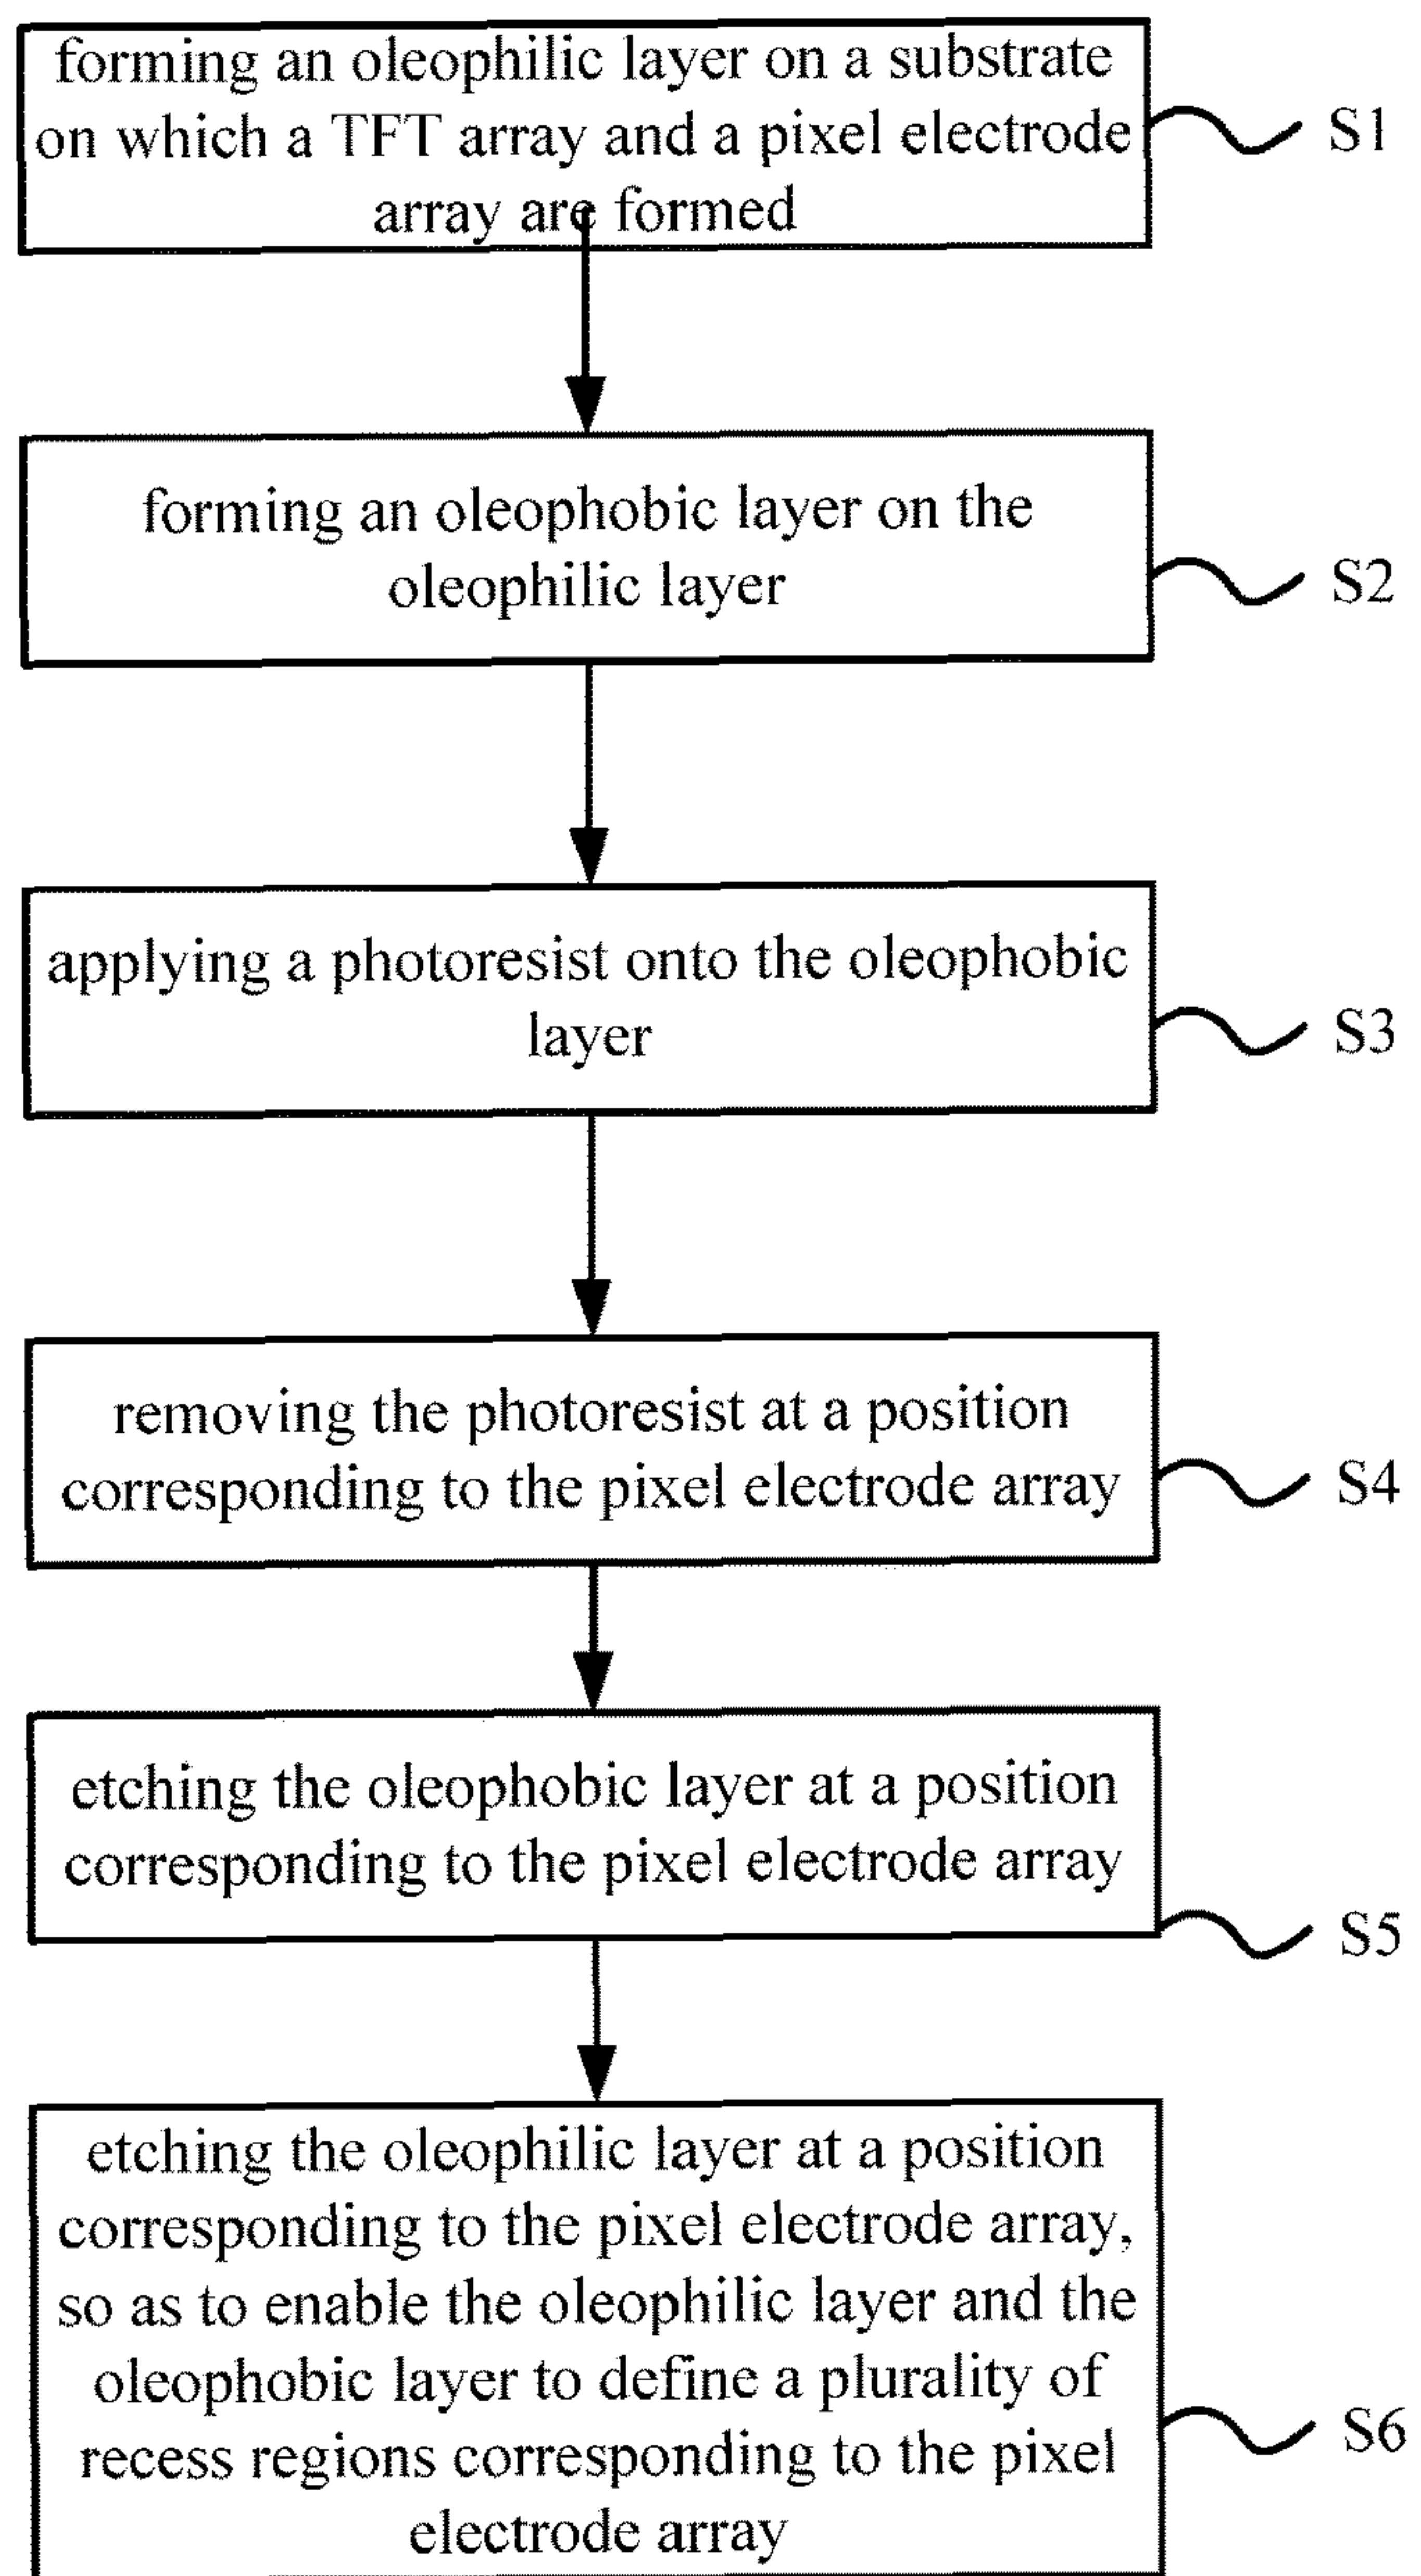 forming an oleophilic layer on a substrate
on which a TFT array and a pixel electrode
array are formed
S1
forming an oleophobic layer on the
oleophilic layer
S2
applying a photoresist onto the oleophobic
layer
S3
removing the photoresist at a position
corresponding to the pixel electrode array
S4
etching the oleophobic layer at a position
corresponding to the pixel electrode array
S5
etching the oleophilic layer at a position
corresponding to the pixel electrode array,
so as to enable the oleophilic layer and the
oleophobic layer to define a plurality of
recess regions corresponding to the pixel
electrode array
S6